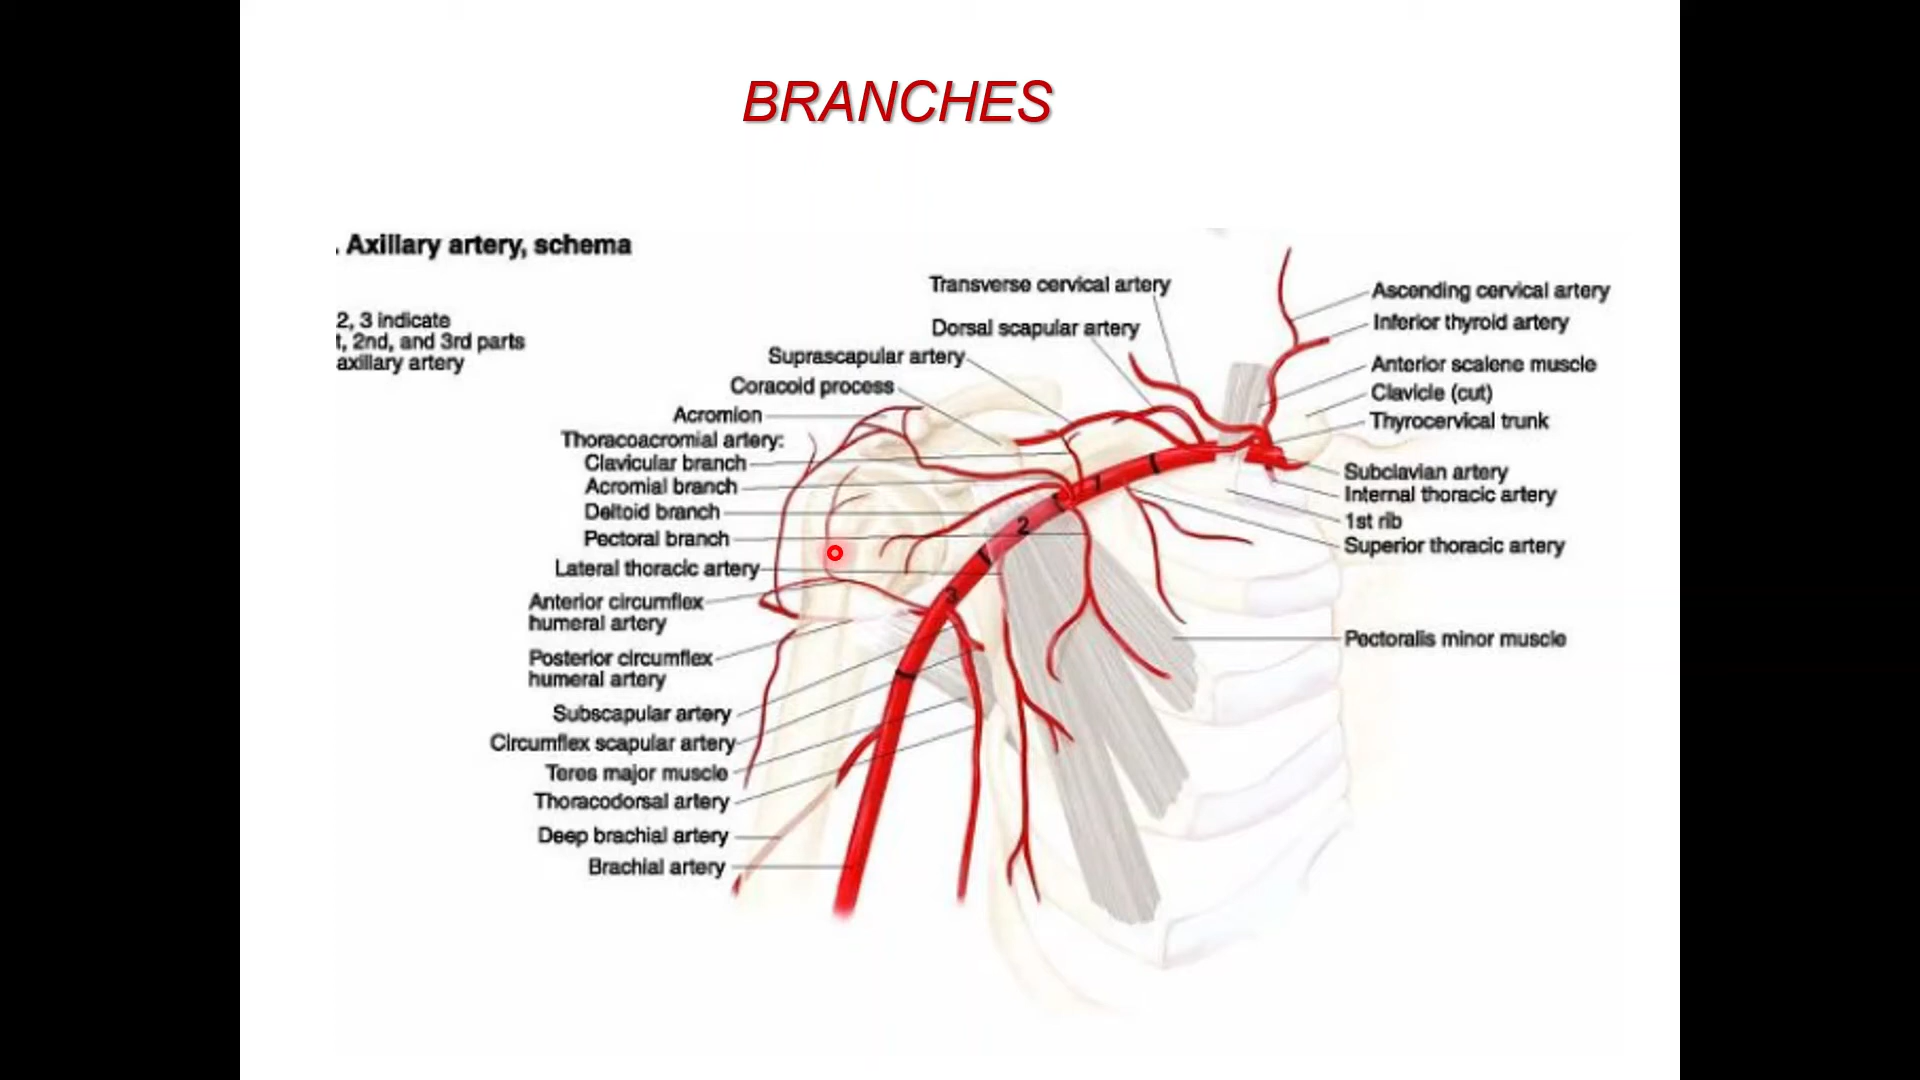 BRANCHES
. Axillary artery, schema
2, 3 indicate
t, 2nd, and 3rd parts
axillary artery
Transverse cervical artery
Dorsal scapular artery
Suprascapular artery
Coracoid process
Acromion
Thoracoacromial artery:
Clavicular branch
Acromial branch
Deltoid branch
Pectoral branch
Lateral thoracic artery
Anterior circumflex
humeral artery
Posterior circumflex
humeral artery
Subscapular artery
Circumflex scapular artery
Teres major muscle
Thoracodorsal artery
Deep brachial artery
Brachial artery
Ascending cervical artery
Inferior thyroid artery
Anterior scalene muscle
Clavicle (cut)
Thyrocervical trunk
Subclavian artery
Internal thoracic artery
1st rib
Superior thoracic artery
Pectoralis minor muscle
1
2
3